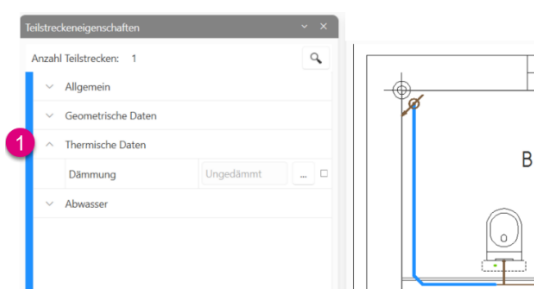 Teilstreckeneigenschaften
Anzahl Teilstrecken: 1
Allgemein
Geometrische Daten
1
Thermische Daten
Dämmung Ungedämmt ...
Abwasser
B